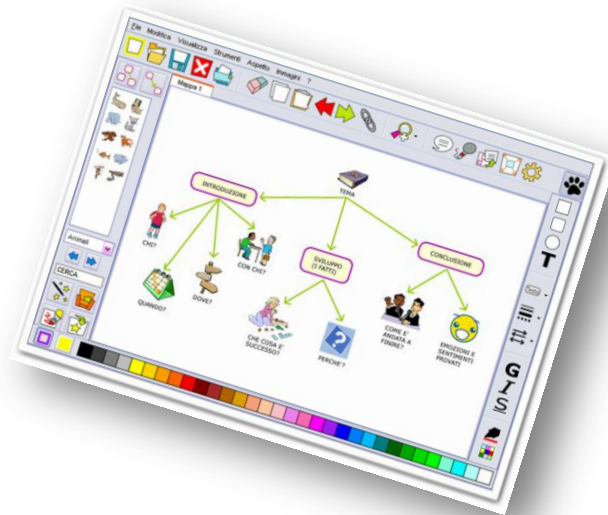 File Modifica Visualizza Strumenti Aspetto Immagini ?
Mappa 1
TEMA
INTRODUZIONE
SVILUPPO
(I FATTI)
CONCLUSIONE
CHI?
QUANDO?
DOVE?
CON CHI?
CHE COSA E'
SUCCESSO?
PERCHE'?
COME E'
ANDATA A
FINIRE?
EMOZIONI E
SENTIMENTI
PROVATI
Animali
CERCA
T
G
I
S